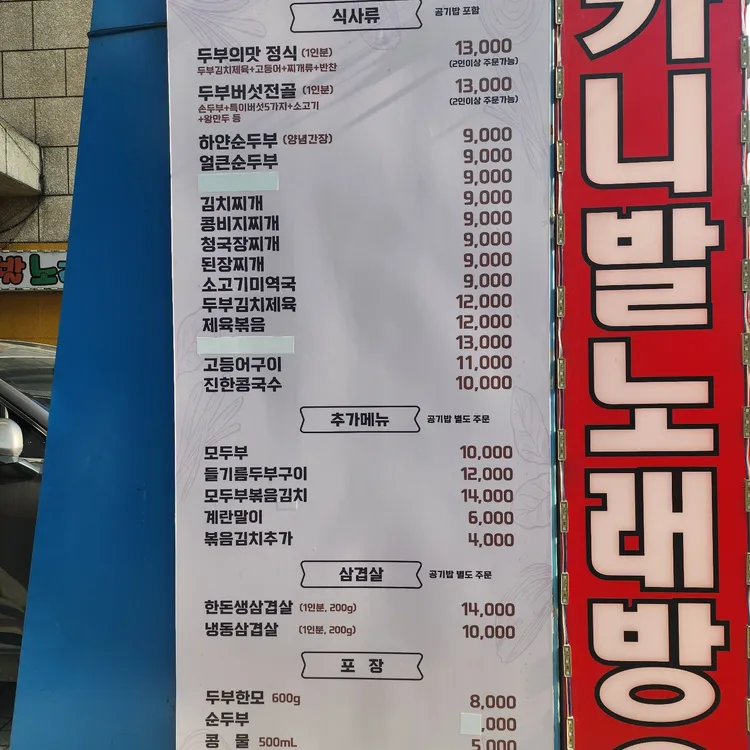 식사류 공기밥 포함
두부의맛 정식 (1인분) 13,000
두부김치제육+고등어+찌개류+반찬 (2인이상 주문가능)
두부버섯전골 (1인분) 13,000
손두부+특이버섯5가지+소고기 (2인이상 주문가능)
+왕만두 등
하얀순두부 (양념간장) 9,000
얼큰순두부 9,000
9,000
김치찌개 9,000
콩비지찌개 9,000
청국장찌개 9,000
된장찌개 9,000
소고기미역국 9,000
두부김치제육 12,000
제육볶음 12,000
13,000
고등어구이 11,000
진한콩국수 10,000
추가메뉴 공기밥 별도 주문
모두부 10,000
들기름두부구이 12,000
모두부볶음김치 14,000
계란말이 6,000
볶음김치추가 4,000
삼겹살 공기밥 별도 주문
한돈생삼겹살 (1인분, 200g) 14,000
냉동삼겹살 (1인분, 200g) 10,000
포 장
두부한모 600g 8,000
순두부 ,000
콩 물 500mL 5,000
니발노래방